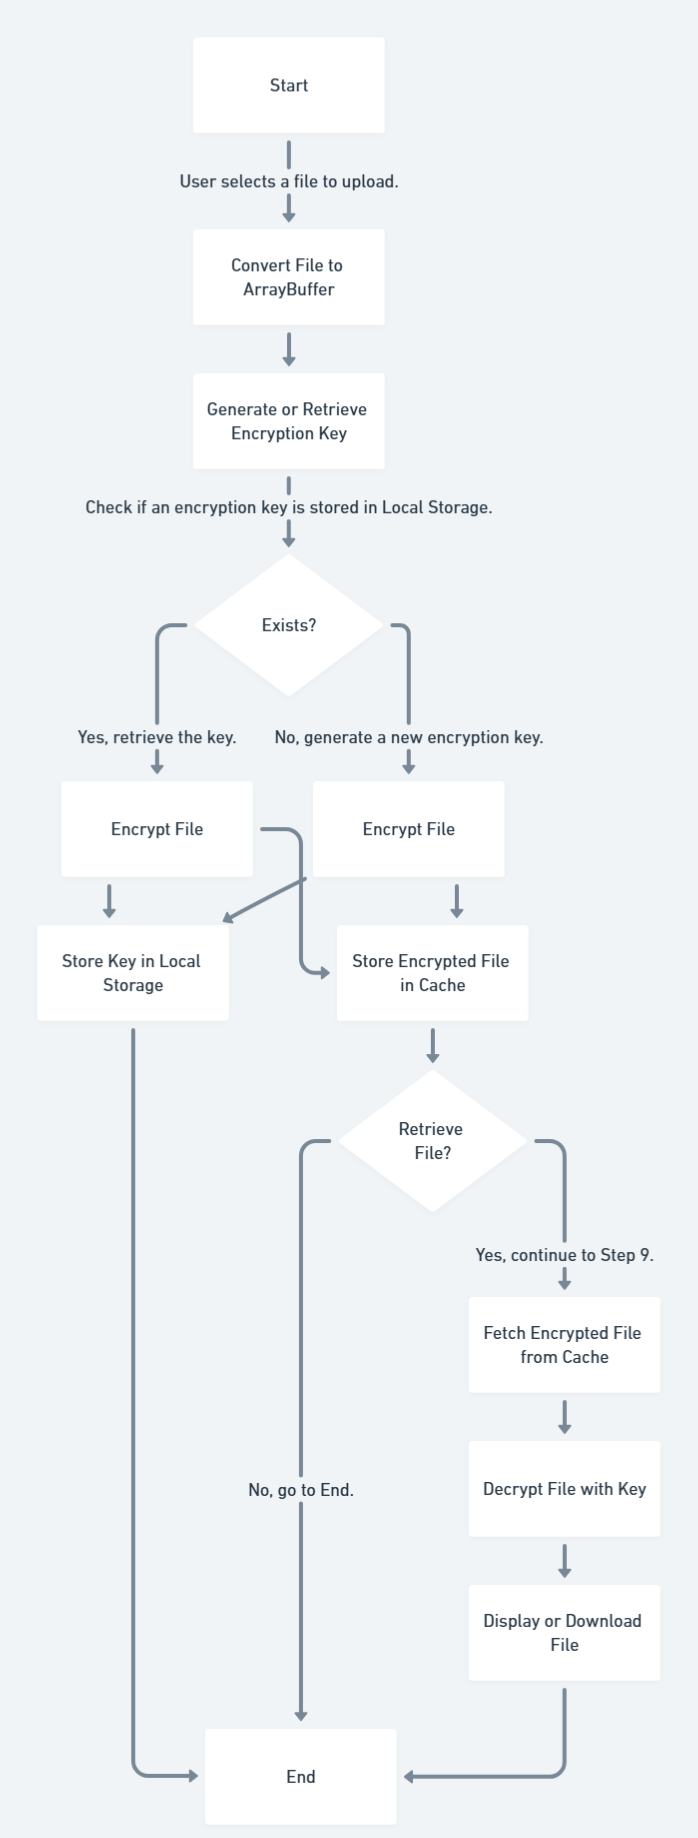 Start
User selects a file to upload.
Convert File to
ArrayBuffer
Generate or Retrieve
Encryption Key
Check if an encryption key is stored in Local Storage.
Exists?
Yes, retrieve the key.
No, generate a new encryption key.
Encrypt File
Encrypt File
Store Key in Local
Storage
Store Encrypted File
in Cache
Retrieve
File?
Yes, continue to Step 9.
Fetch Encrypted File
from Cache
Decrypt File with Key
No, go to End.
Display or Download
File
End